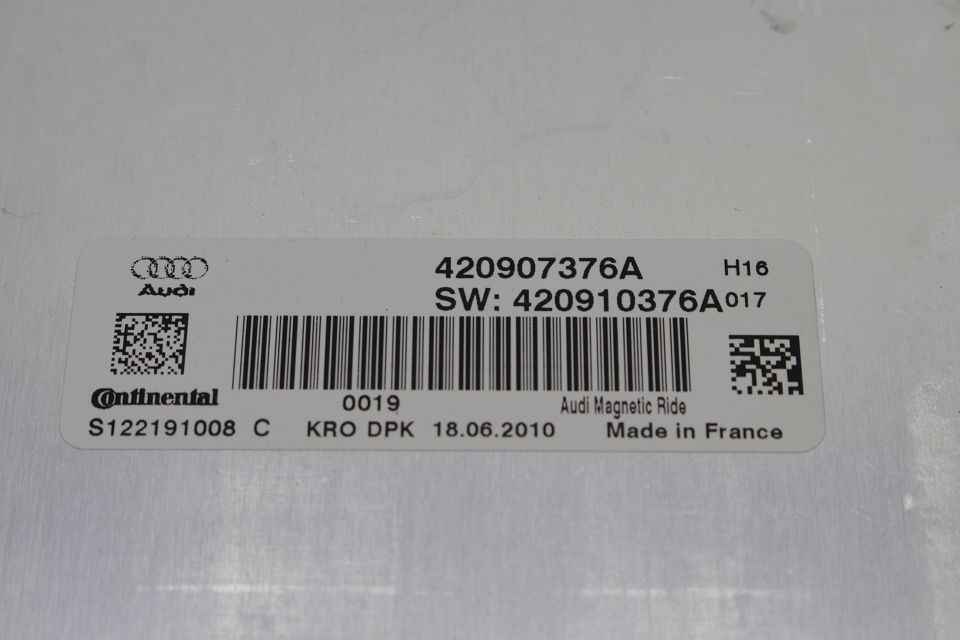 Audi
420907376A H16
SW: 420910376A 017
Continental
0019 Audi Magnetic Ride
S122191008 C KRO DPK 18.06.2010 Made in France